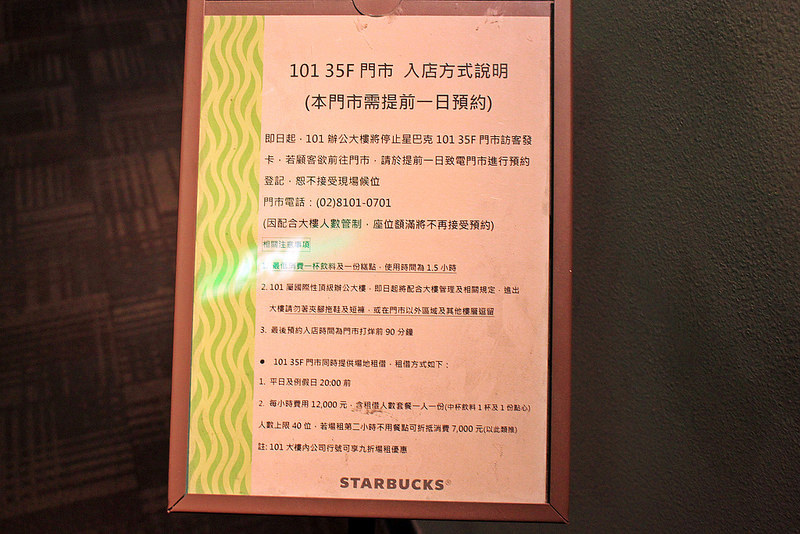 101 35F 門市 入店方式說明
(本門市需提前一日預約)
即日起，101 辦公大樓將停止星巴克 101 35F 門市訪客發
卡，若顧客欲前往門市，請於提前一日致電門市進行預約
登記，恕不接受現場候位
門市電話：(02)8101-0701
(因配合大樓人數管制，座位額滿將不再接受預約)
相關注意事項
1. 最低消費一杯飲料及一份糕點，使用時間為 1.5 小時
2. 101 屬國際性頂級辦公大樓，即日起將配合大樓管理及相關規定，進出
大樓請勿著夾腳拖鞋及短褲，或在門市以外區域及其他樓層逗留
3. 最後預約入店時間為門市打烊前 90 分鐘
● 101 35F 門市同時提供場地租借，租借方式如下：
1. 平日及例假日 20:00 前
2. 每小時費用 12,000 元，含租借人數套餐一人一份(中杯飲料 1 杯及 1 份點心)
人數上限 40 位，若場租第二小時不用餐點可折抵消費 7,000 元(以此類推)
註: 101 大樓內公司行號可享九折場租優惠
STARBUCKS®